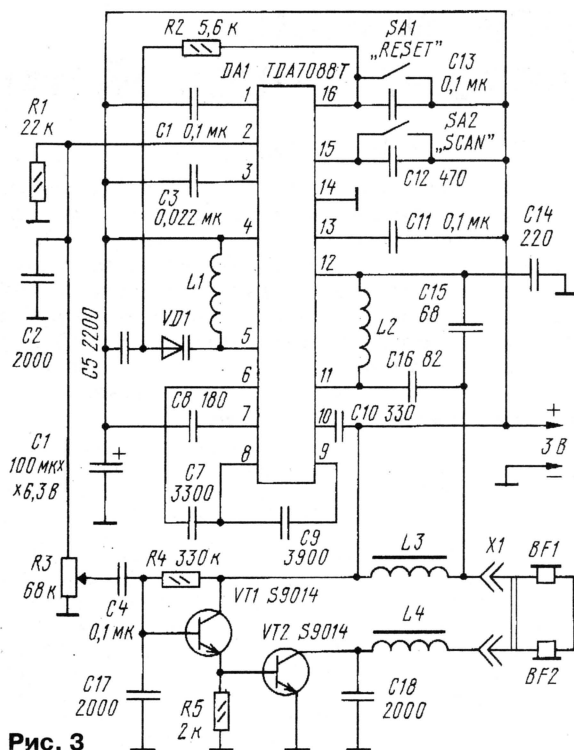 R2 5,6 к
SA1
„RESET"
DA1 TDA7088T
C13
0,1 мк
R1
22 к
1
16
C1 0,1 мк
2
SA2
„SCAN"
15
C12 470
3
C3
0,022 мк
14
4
13
C11 0,1 мк
C14
220
12
L1
C15
68
L2
C2
2000
C5 2200
VD1
5
11
C16 82
6
C8 180
7
10
C10 330
+
3 В
−
8
9
C1
100 мк×
×6,3 В
+
C7
3300
C9
3900
R3
68 к
R4 330 к
L3
X1
BF1
C4
0,1 мк
VT1 S9014
VT2 S9014
L4
BF2
C17
2000
R5
2 к
C18
2000
Рис. 3